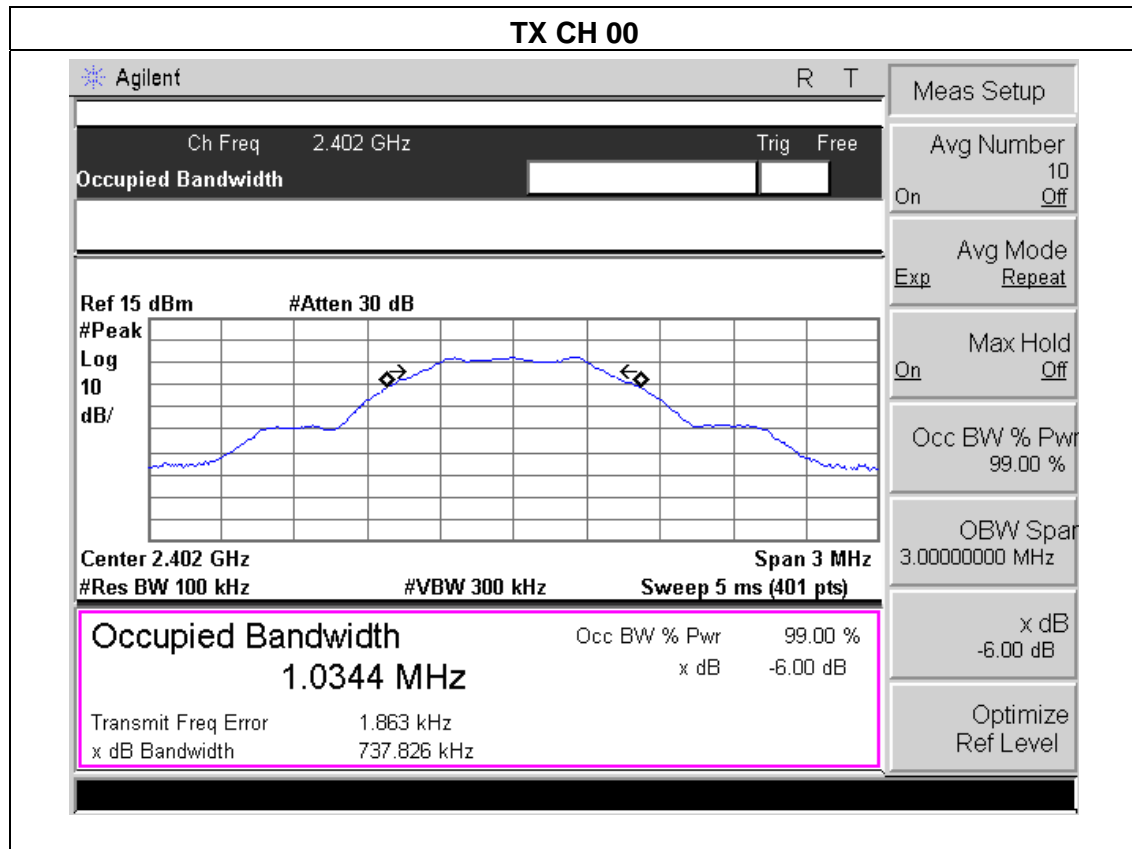 TX CH 00
Agilent R T
Ch Freq 2.402 GHz Trig Free
Occupied Bandwidth
Ref 15 dBm #Atten 30 dB
#Peak
Log
10
dB/
Center 2.402 GHz Span 3 MHz
#Res BW 100 kHz #VBW 300 kHz Sweep 5 ms (401 pts)
Occupied Bandwidth Occ BW % Pwr 99.00 %
1.0344 MHz x dB -6.00 dB
Transmit Freq Error 1.863 kHz
x dB Bandwidth 737.826 kHz
Meas Setup
Avg Number
10
On Off
Avg Mode
Exp Repeat
Max Hold
On Off
Occ BW % Pwr
99.00 %
OBW Span
3.00000000 MHz
x dB
-6.00 dB
Optimize
Ref Level